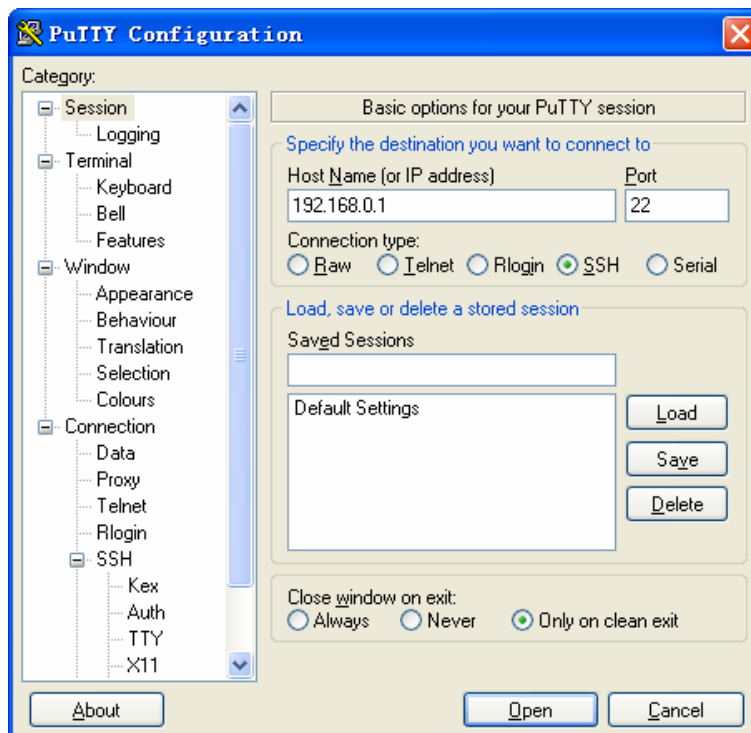 PuTTY Configuration
Category:
Session
Logging
Terminal
Keyboard
Bell
Features
Window
Appearance
Behaviour
Translation
Selection
Colours
Connection
Data
Proxy
Telnet
Rlogin
SSH
Kex
Auth
TTY
X11
Basic options for your PuTTY session
Specify the destination you want to connect to
Host Name (or IP address) Port
192.168.0.1 22
Connection type:
Raw Telnet Rlogin SSH Serial
Load, save or delete a stored session
Saved Sessions
Default Settings
Load
Save
Delete
Close window on exit:
Always Never Only on clean exit
About Open Cancel